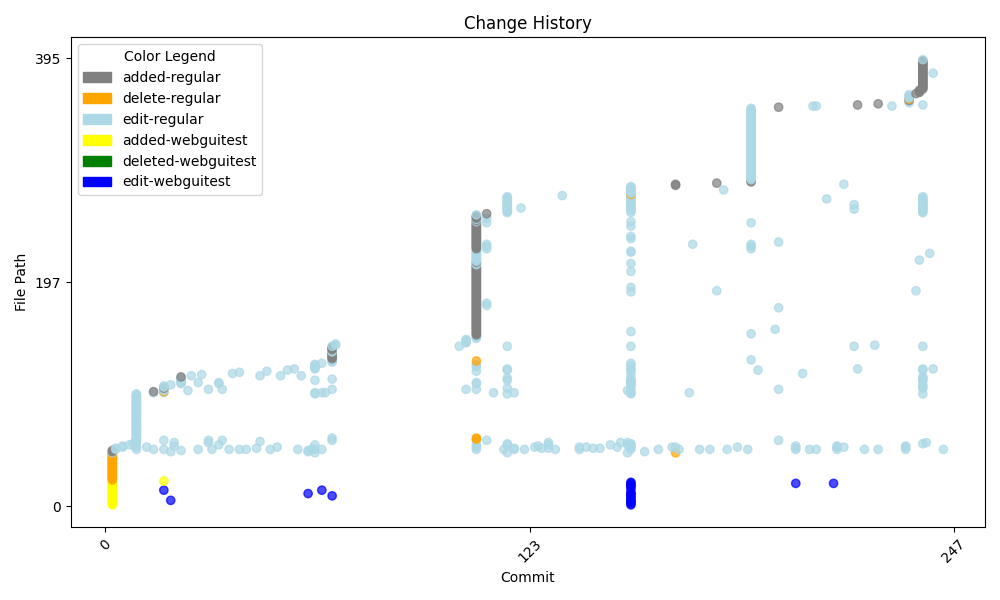 Change History
Color Legend
added-regular
delete-regular
edit-regular
added-webguitest
deleted-webguitest
edit-webguitest
395
197
0
File Path
0
123
247
Commit